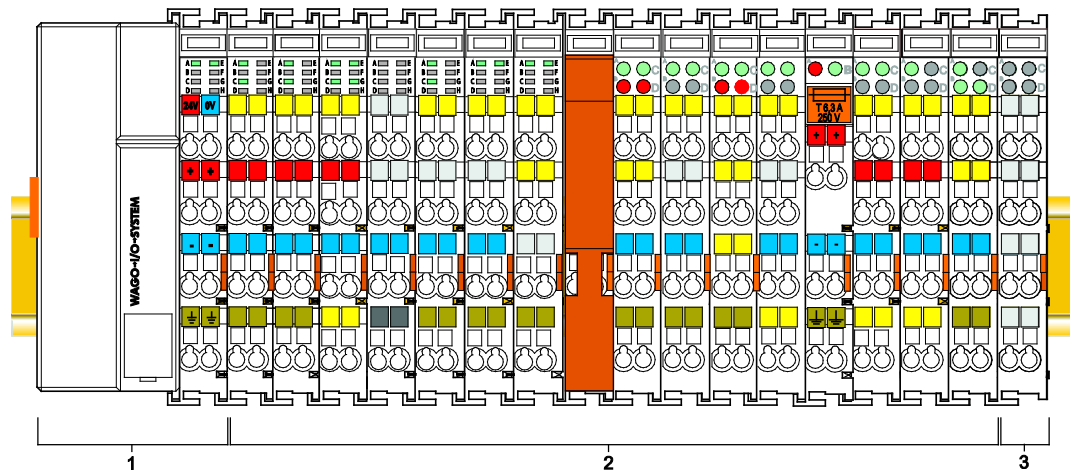 A E
B F
C G
D H
A E
B F
C G
D H
A E
B F
C G
D H
A E
B F
C G
D H
A E
B F
C G
D H
A E
B F
C G
D H
A E
B F
C G
D H
A E
B F
C G
D H
C
D
C
D
C
D
B
C
D
C
D
C
D
C
D
24V 0V
T 6,3 A
250 V
+ +
+ +
- -
- -
WAGO I/O SYSTEM
1
2
3